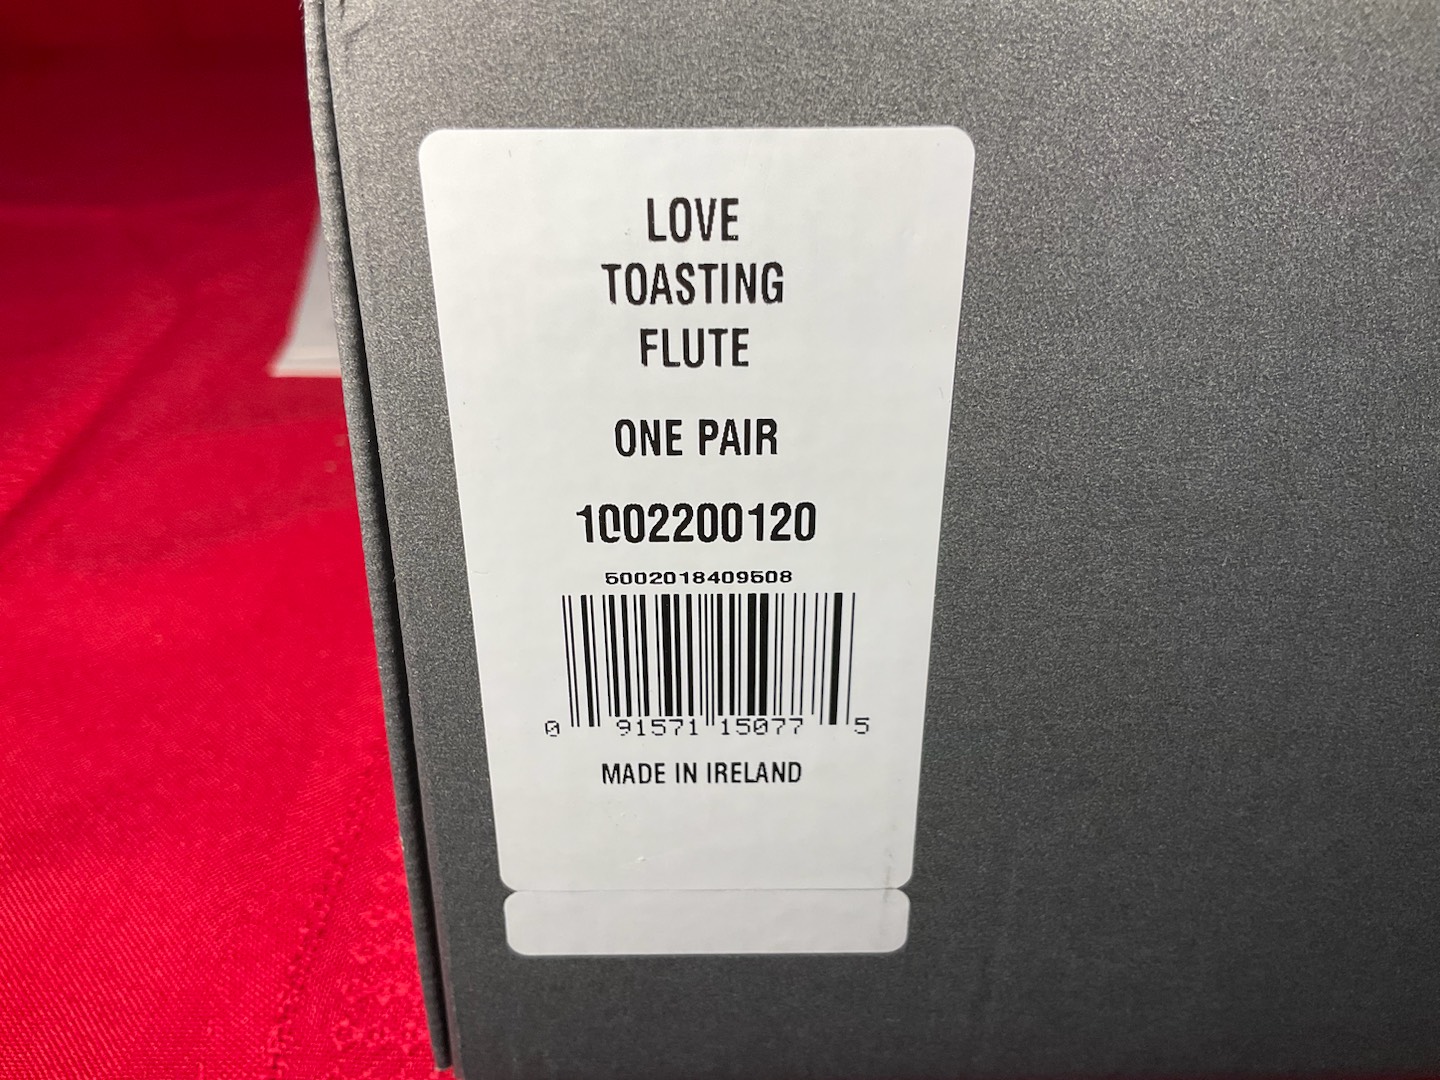 LOVE
TOASTING
FLUTE
ONE PAIR
1002200120
5002018409508
0 91571 15077 5
MADE IN IRELAND